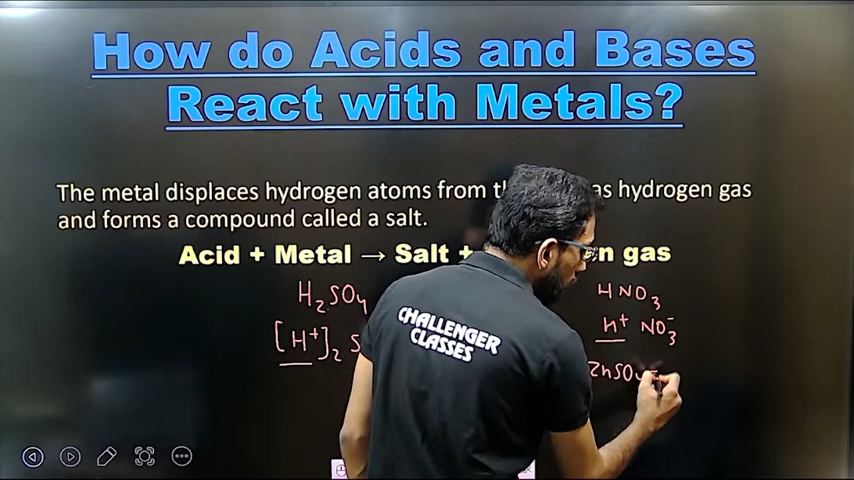 How do Acids and Bases
React with Metals?
The metal displaces hydrogen atoms from as hydrogen gas
and forms a compound called a salt.
Acid + Metal → Salt + gas
H₂SO₄ HNO₃
[H⁺]₂ S H⁺ NO₃⁻
CHALLENGER
CLASSES
ZnSO₄